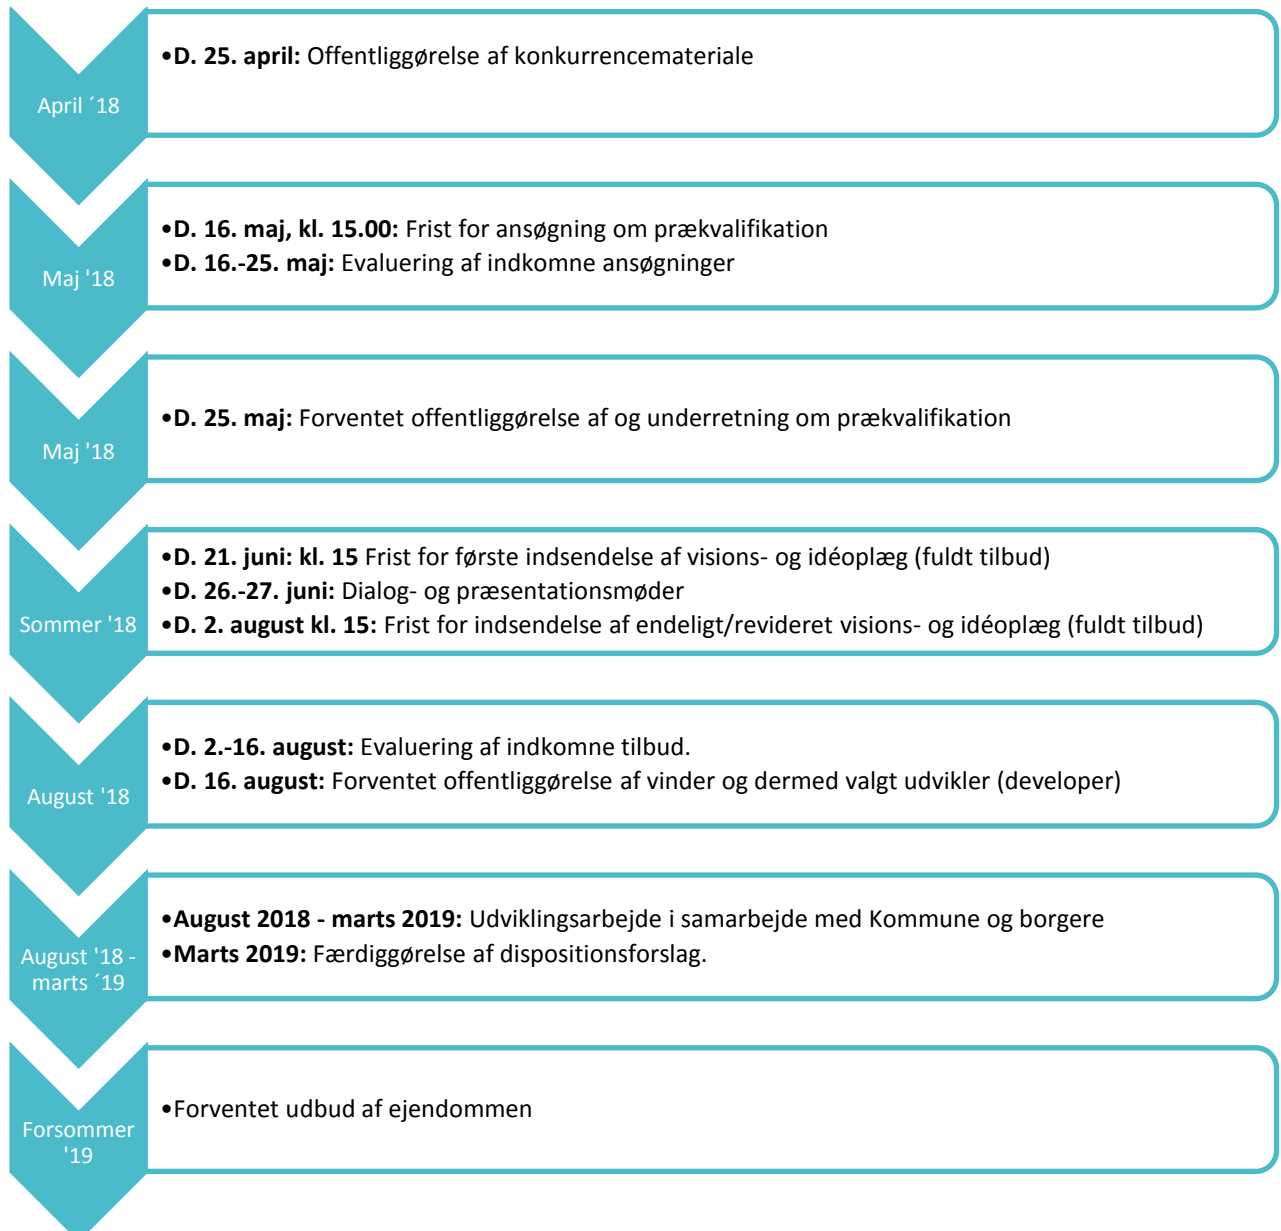 April ´18
•D. 25. april: Offentliggørelse af konkurrencemateriale
Maj '18
•D. 16. maj, kl. 15.00: Frist for ansøgning om prækvalifikation
•D. 16.-25. maj: Evaluering af indkomne ansøgninger
Maj '18
•D. 25. maj: Forventet offentliggørelse af og underretning om prækvalifikation
Sommer '18
•D. 21. juni: kl. 15 Frist for første indsendelse af visions- og idéoplæg (fuldt tilbud)
•D. 26.-27. juni: Dialog- og præsentationsmøder
•D. 2. august kl. 15: Frist for indsendelse af endeligt/revideret visions- og idéoplæg (fuldt tilbud)
August '18
•D. 2.-16. august: Evaluering af indkomne tilbud.
•D. 16. august: Forventet offentliggørelse af vinder og dermed valgt udvikler (developer)
August '18 -
marts ´19
•August 2018 - marts 2019: Udviklingsarbejde i samarbejde med Kommune og borgere
•Marts 2019: Færdiggørelse af dispositionsforslag.
Forsommer
'19
•Forventet udbud af ejendommen